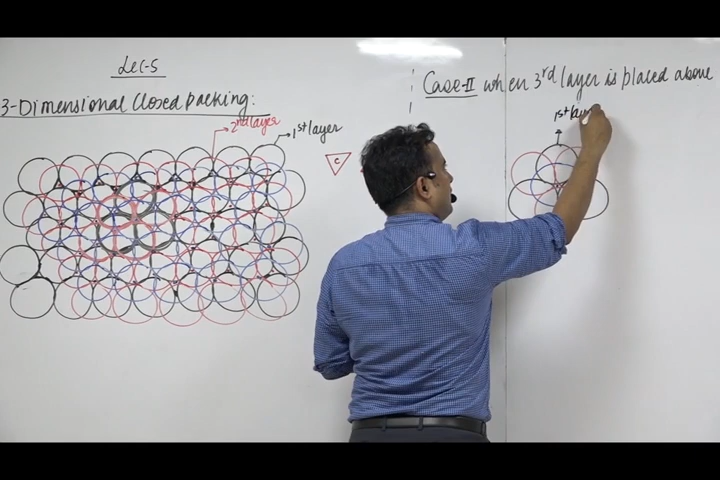 Lec-5
3-Dimensional Closed packing:
2nd layer
1st layer
C
Case-II when 3rd layer is placed above
1st lay